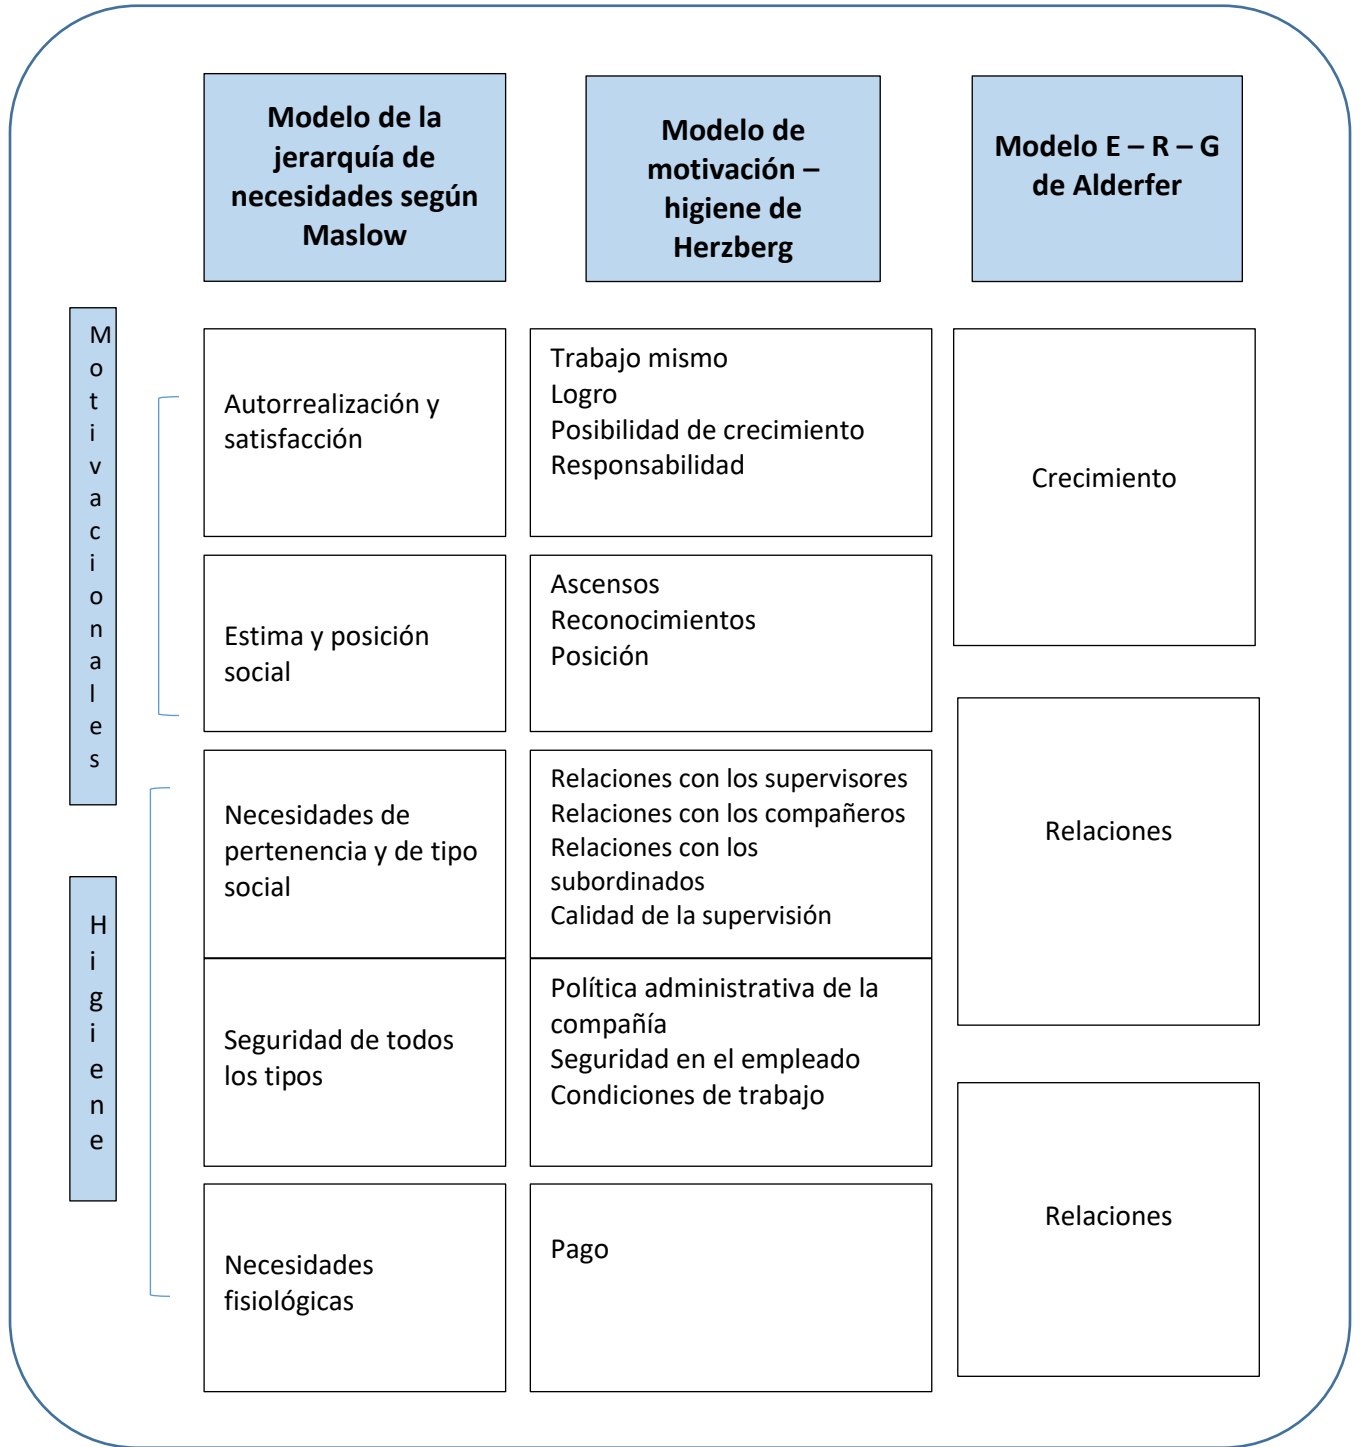 Modelo de la
jerarquía de
necesidades según
Maslow
Modelo de
motivación –
higiene de
Herzberg
Modelo E – R – G
de Alderfer
Motivacionales
Autorrealización y
satisfacción
Trabajo mismo
Logro
Posibilidad de crecimiento
Responsabilidad
Crecimiento
Estima y posición
social
Ascensos
Reconocimientos
Posición
Necesidades de
pertenencia y de tipo
social
Relaciones con los supervisores
Relaciones con los compañeros
Relaciones con los
subordinados
Calidad de la supervisión
Relaciones
Higiene
Seguridad de todos
los tipos
Política administrativa de la
compañía
Seguridad en el empleado
Condiciones de trabajo
Necesidades
fisiológicas
Pago
Relaciones